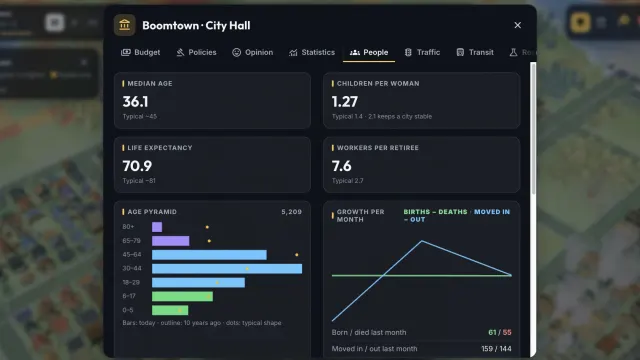 Boomtown · City Hall
Budget
Policies
Opinion
Statistics
People
Traffic
Transit
MEDIAN AGE
36.1
Typical ~45
CHILDREN PER WOMAN
1.27
Typical 1.4 · 2.1 keeps a city stable
LIFE EXPECTANCY
70.9
Typical ~81
WORKERS PER RETIREE
7.6
Typical 2.7
AGE PYRAMID
5,209
80+
65–79
45–64
30–44
18–29
6–17
0–5
Bars: today · outline: 10 years ago · dots: typical shape
GROWTH PER MONTH
BIRTHS – DEATHS · MOVED IN – OUT
Born / died last month
61 / 55
Moved in / out last month
159 / 144